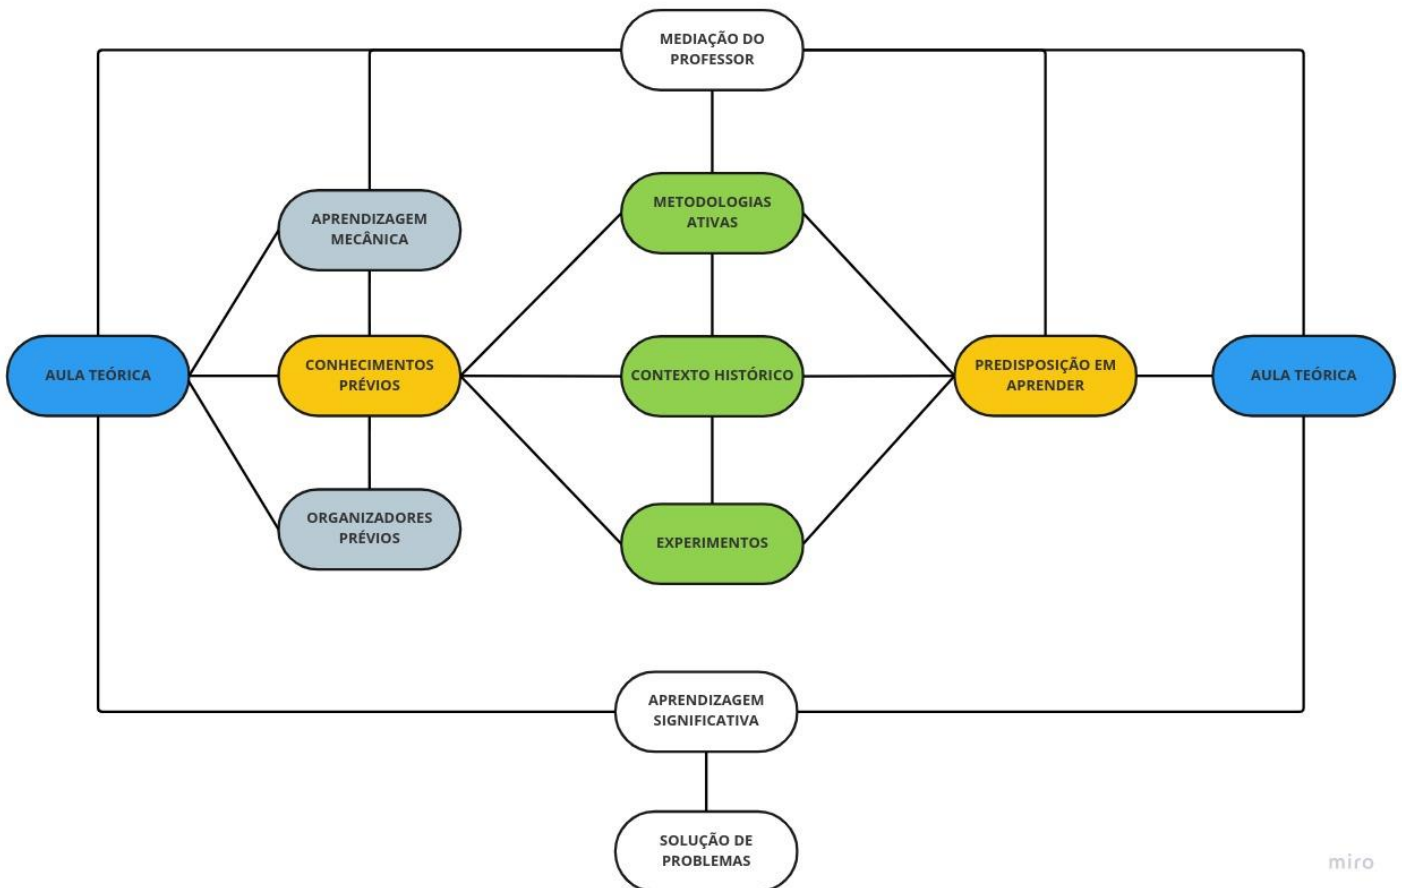 MEDIAÇÃO DO
PROFESSOR
METODOLOGIAS
ATIVAS
APRENDIZAGEM
MECÂNICA
AULA TEÓRICA
CONHECIMENTOS
PRÉVIOS
CONTEXTO HISTÓRICO
PREDISPOSIÇÃO EM
APRENDER
AULA TEÓRICA
ORGANIZADORES
PRÉVIOS
EXPERIMENTOS
APRENDIZAGEM
SIGNIFICATIVA
SOLUÇÃO DE
PROBLEMAS
miro